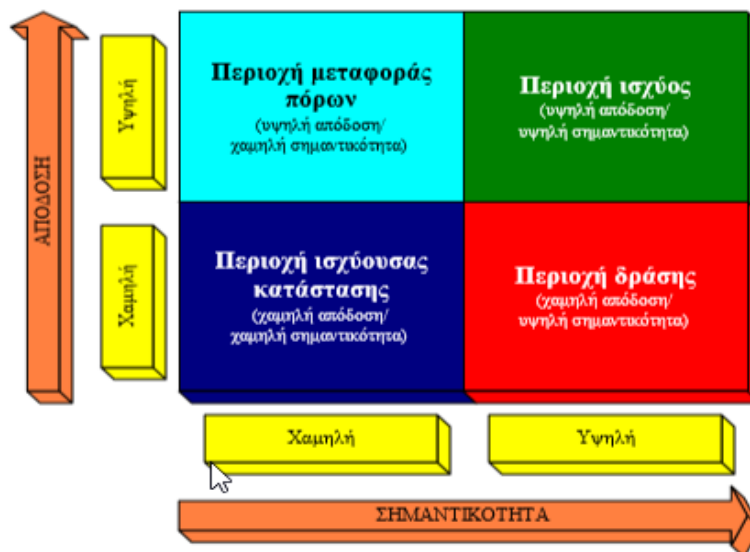 ΑΠΟΔΟΣΗ
Υψηλή
Χαμηλή
Περιοχή μεταφοράς
πόρων
(υψηλή απόδοση/
χαμηλή σημαντικότητα)
Περιοχή ισχύος
(υψηλή απόδοση/
υψηλή σημαντικότητα)
Περιοχή ισχύουσας
κατάστασης
(χαμηλή απόδοση/
χαμηλή σημαντικότητα)
Περιοχή δράσης
(χαμηλή απόδοση/
υψηλή σημαντικότητα)
Χαμηλή
Υψηλή
ΣΗΜΑΝΤΙΚΟΤΗΤΑ